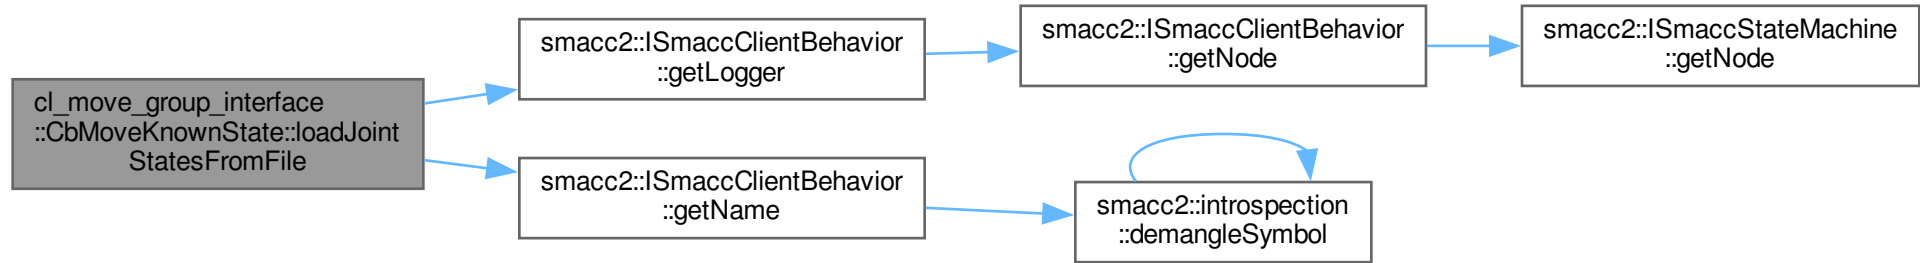 cl_move_group_interface
::CbMoveKnownState::loadJoint
StatesFromFile
smacc2::ISmaccClientBehavior
::getLogger
smacc2::ISmaccClientBehavior
::getNode
smacc2::ISmaccStateMachine
::getNode
smacc2::ISmaccClientBehavior
::getName
smacc2::introspection
::demangleSymbol